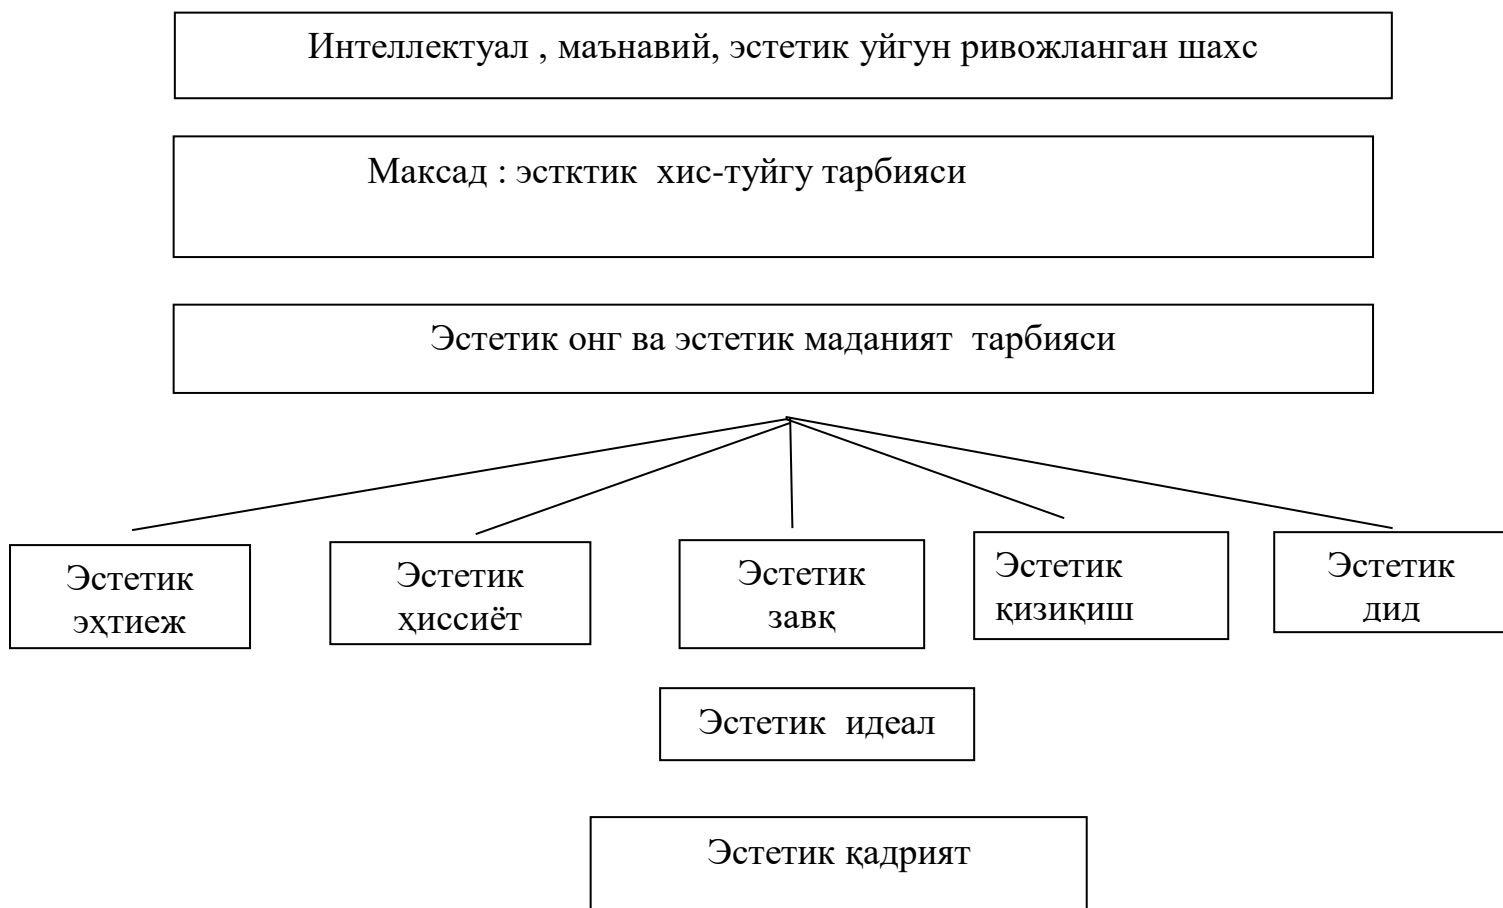 Интеллектуал , маънавий, эстетик уйгун ривожланган шахс
Максад : эстктик хис-туйгу тарбияси
Эстетик онг ва эстетик маданият тарбияси
Эстетик
эҳтиеж
Эстетик
ҳиссиёт
Эстетик
завқ
Эстетик
қизиқиш
Эстетик
дид
Эстетик идеал
Эстетик қадрият